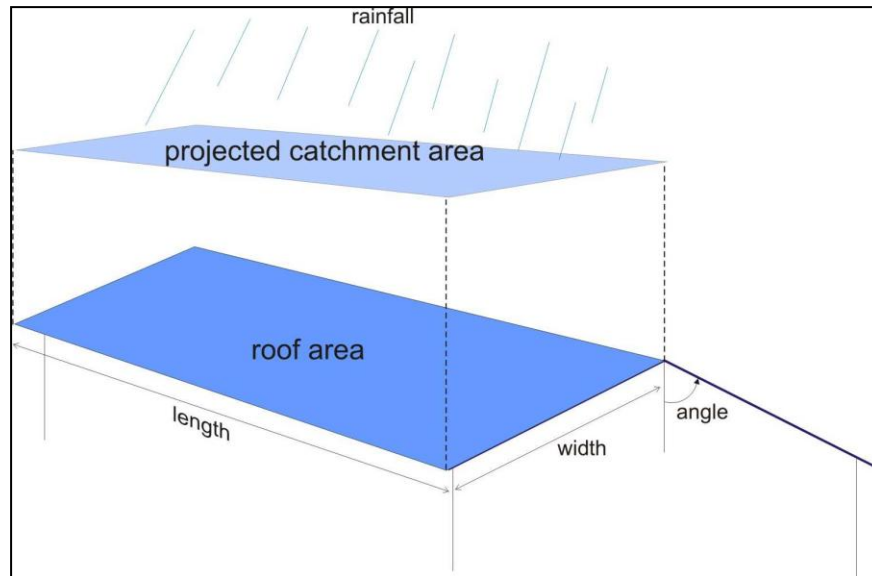 rainfall
projected catchment area
roof area
length
width
angle